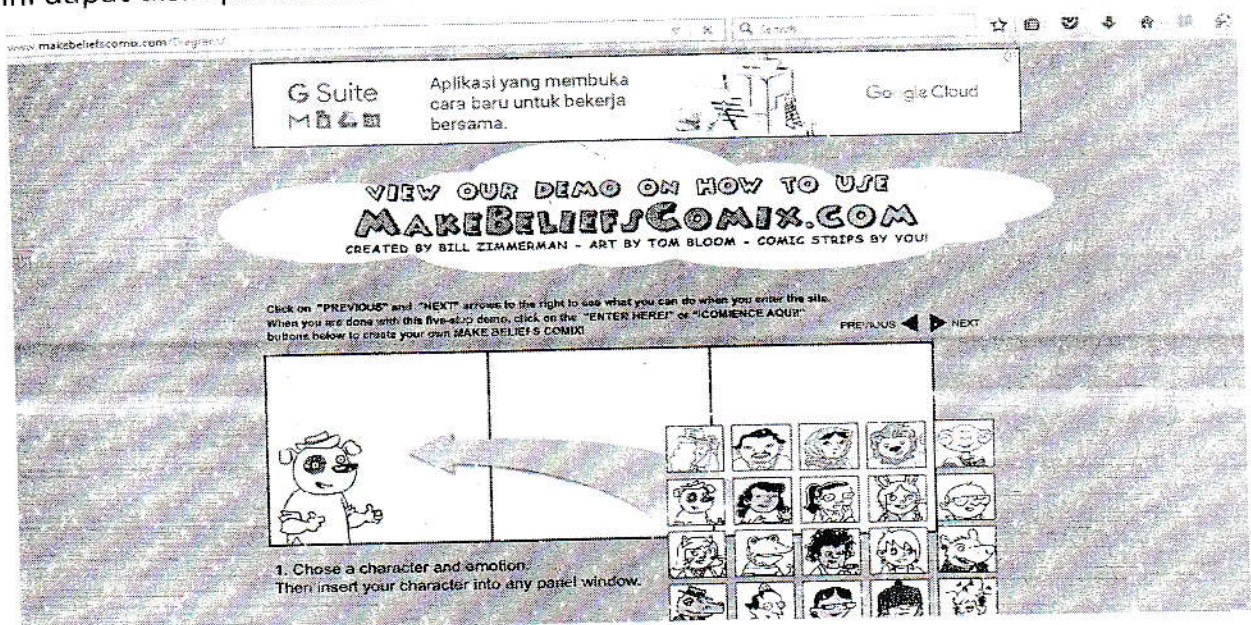 ini dapat
www.makebeliefscomix.com
Search
G Suite
Aplikasi yang membuka
cara baru untuk bekerja
bersama.
Google Cloud
VIEW OUR DEMO ON HOW TO USE
MAKEBELIEFSCOMIX.COM
CREATED BY BILL ZIMMERMAN - ART BY TOM BLOOM - COMIC STRIPS BY YOU!
Click on "PREVIOUS" and "NEXT" arrows to the right to see what you can do when you enter the site.
When you are done with this five-step demo, click on the "ENTER HERE!" or "¡COMIENCE AQUÍ!"
buttons below to create your own MAKE BELIEFS COMIX!
PREVIOUS NEXT
1. Chose a character and emotion.
Then insert your character into any panel window.